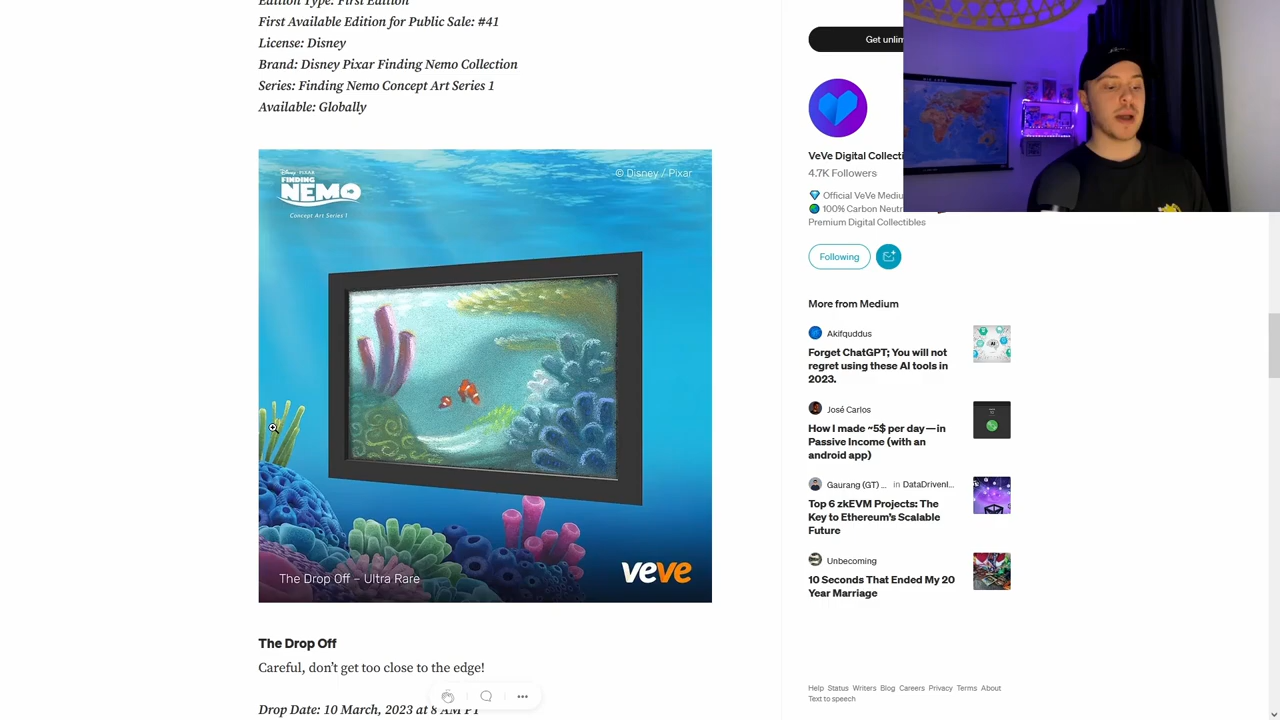 Edition Type: First Edition
First Available Edition for Public Sale: #41
License: Disney
Brand: Disney Pixar Finding Nemo Collection
Series: Finding Nemo Concept Art Series 1
Available: Globally
Disney · PIXAR
FINDING
NEMO
Concept Art Series 1
© Disney / Pixar
The Drop Off – Ultra Rare
veve
The Drop Off
Careful, don’t get too close to the edge!
Drop Date: 10 March, 2023 at 8 AM PT
Get unlim
VeVe Digital Collecti
4.7K Followers
Official VeVe Mediu
100% Carbon Neutr
Premium Digital Collectibles
Following
More from Medium
Akifquddus
Forget ChatGPT; You will not
regret using these AI tools in
2023.
José Carlos
How I made ~5$ per day — in
Passive Income (with an
android app)
Gaurang (GT) ... in DataDrivenI...
Top 6 zkEVM Projects: The
Key to Ethereum’s Scalable
Future
Unbecoming
10 Seconds That Ended My 20
Year Marriage
Help Status Writers Blog Careers Privacy Terms About
Text to speech